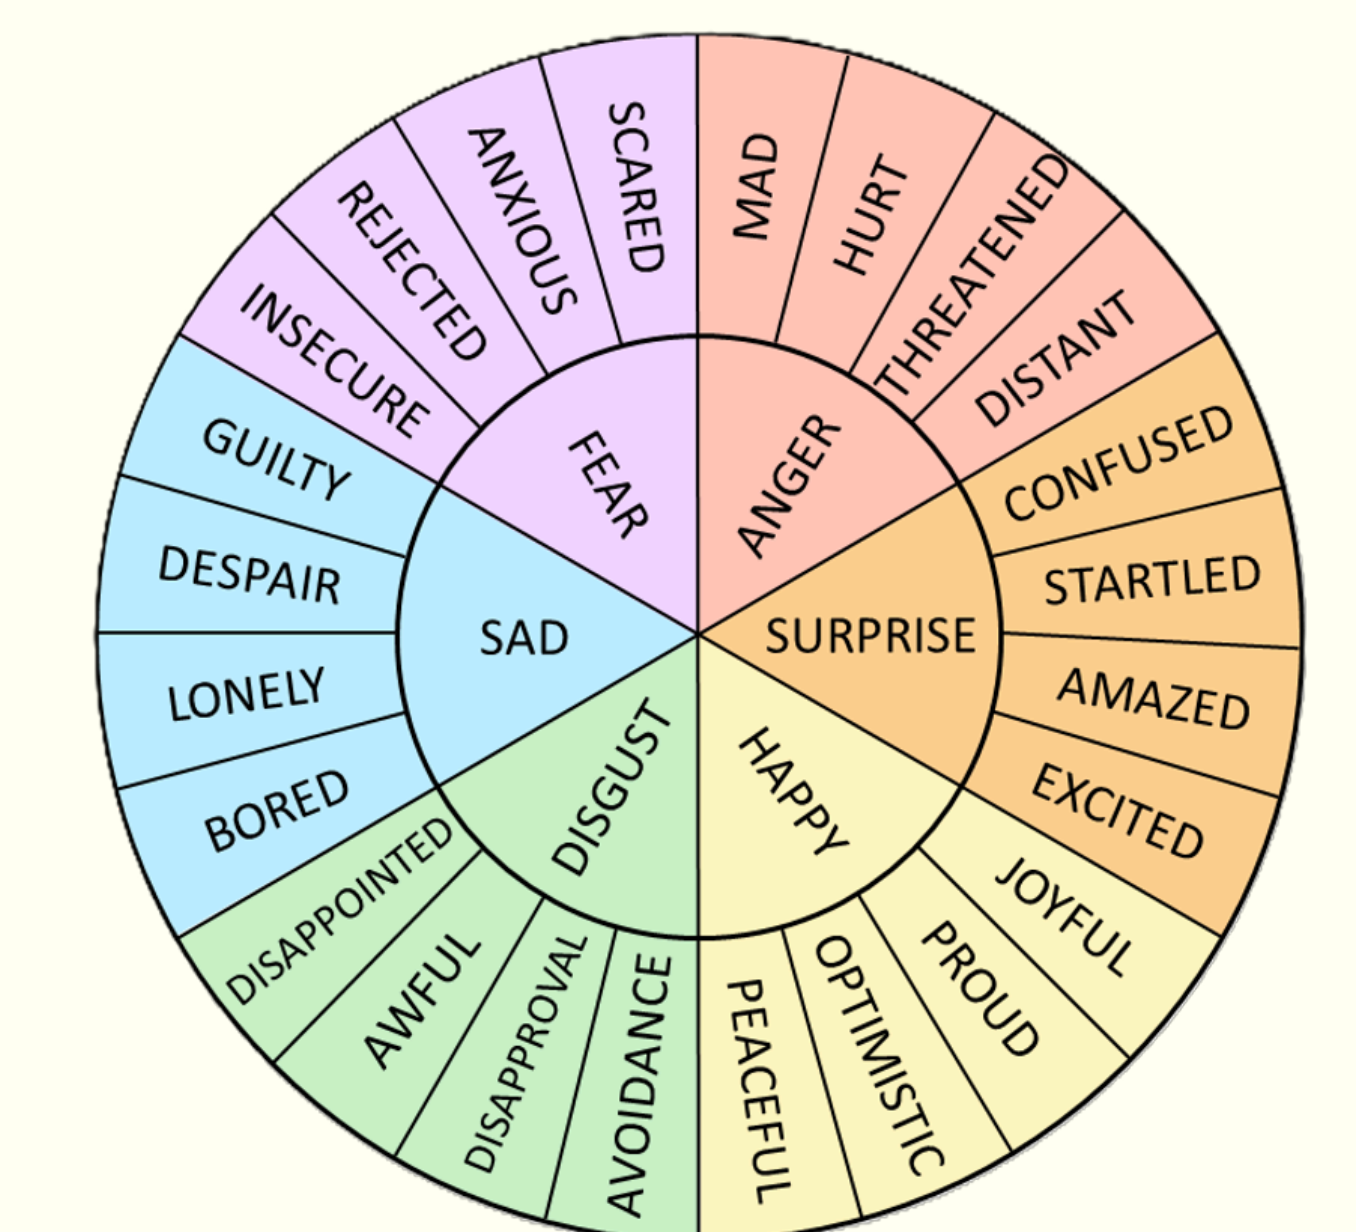 MAD
HURT
THREATENED
DISTANT
CONFUSED
STARTLED
AMAZED
EXCITED
JOYFUL
PROUD
OPTIMISTIC
PEACEFUL
AVOIDANCE
DISAPPROVAL
AWFUL
DISAPPOINTED
BORED
LONELY
DESPAIR
GUILTY
INSECURE
REJECTED
ANXIOUS
SCARED
ANGER
SURPRISE
HAPPY
DISGUST
SAD
FEAR